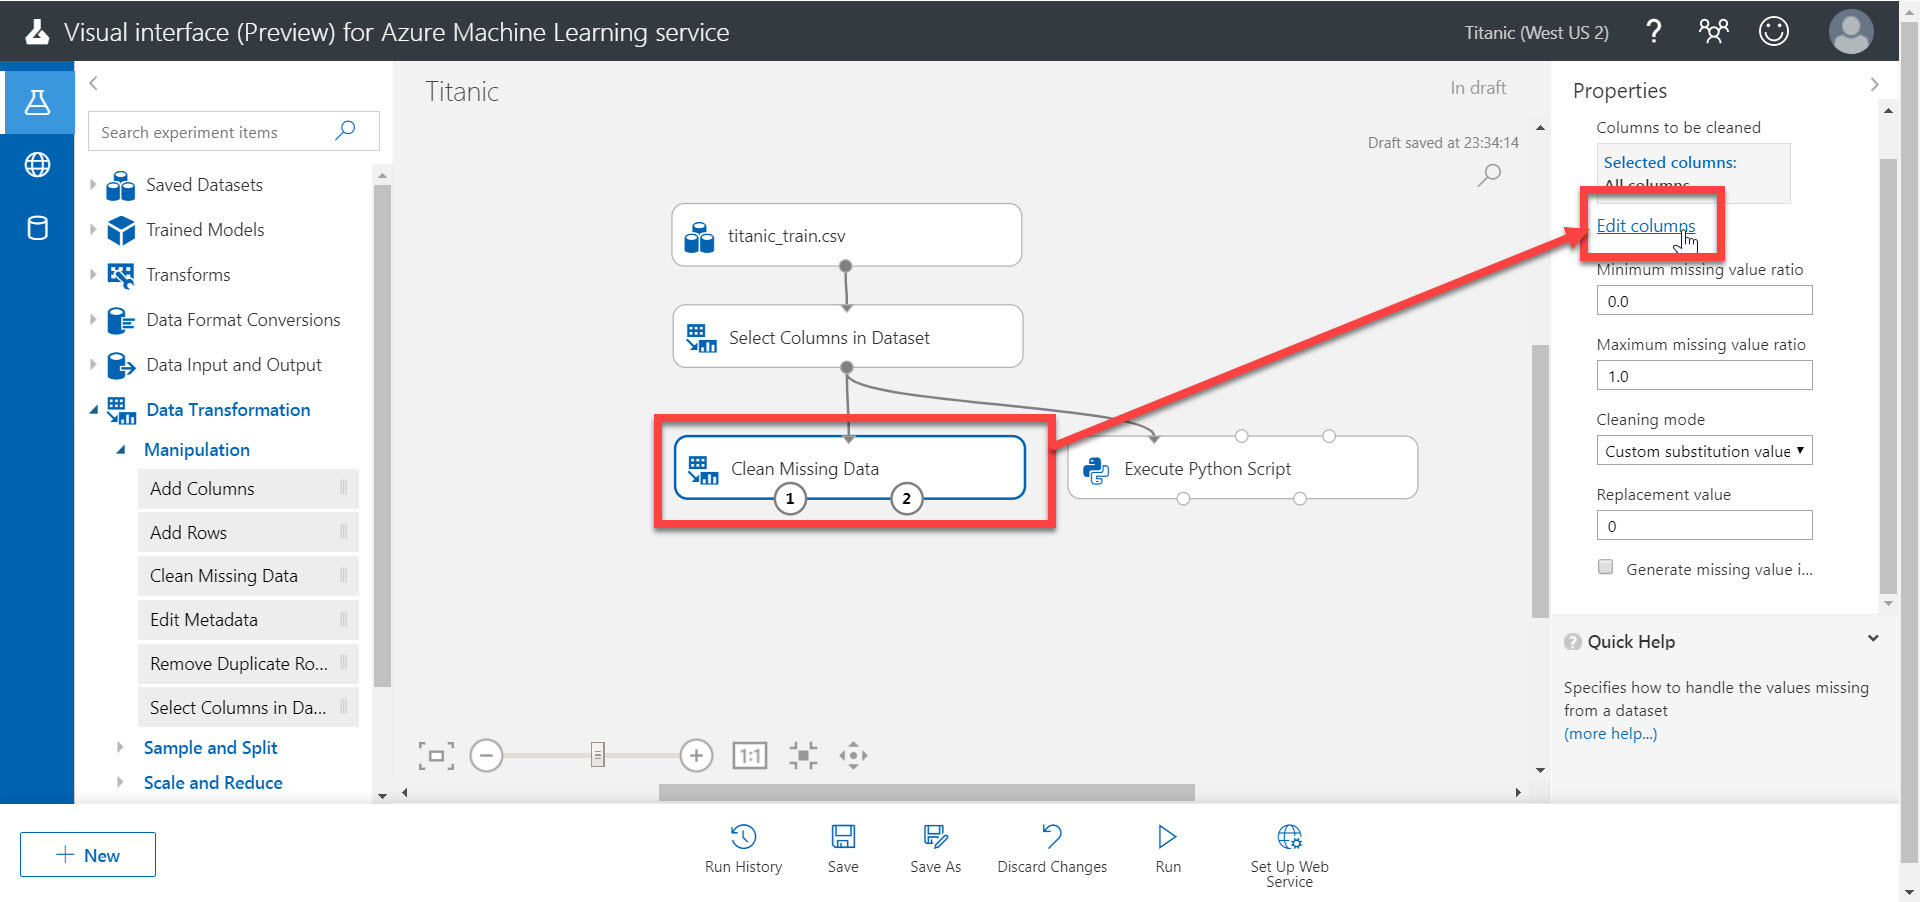 Visual interface (Preview) for Azure Machine Learning service
Titanic (West US 2)
?
Search experiment items
Saved Datasets
Trained Models
Transforms
Data Format Conversions
Data Input and Output
Data Transformation
Manipulation
Add Columns
Add Rows
Clean Missing Data
Edit Metadata
Remove Duplicate Ro...
Select Columns in Da...
Sample and Split
Scale and Reduce
Titanic
In draft
Draft saved at 23:34:14
titanic_train.csv
Select Columns in Dataset
Clean Missing Data
1
2
Execute Python Script
1:1
Properties
Columns to be cleaned
Selected columns:
All columns
Edit columns
Minimum missing value ratio
0.0
Maximum missing value ratio
1.0
Cleaning mode
Custom substitution value
Replacement value
0
Generate missing value i...
? Quick Help
Specifies how to handle the values missing
from a dataset
(more help...)
New
Run History
Save
Save As
Discard Changes
Run
Set Up Web
Service